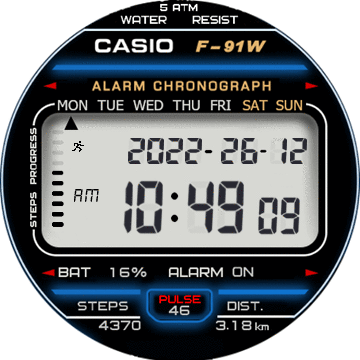 5 ATM
WATER RESIST
CASIO F-91W
ALARM CHRONOGRAPH
MON TUE WED THU FRI SAT SUN
STEPS PROGRESS
2022-26-12
AM 10:49 09
BAT 16% ALARM ON
STEPS PULSE DIST.
4370 46 3.18 km